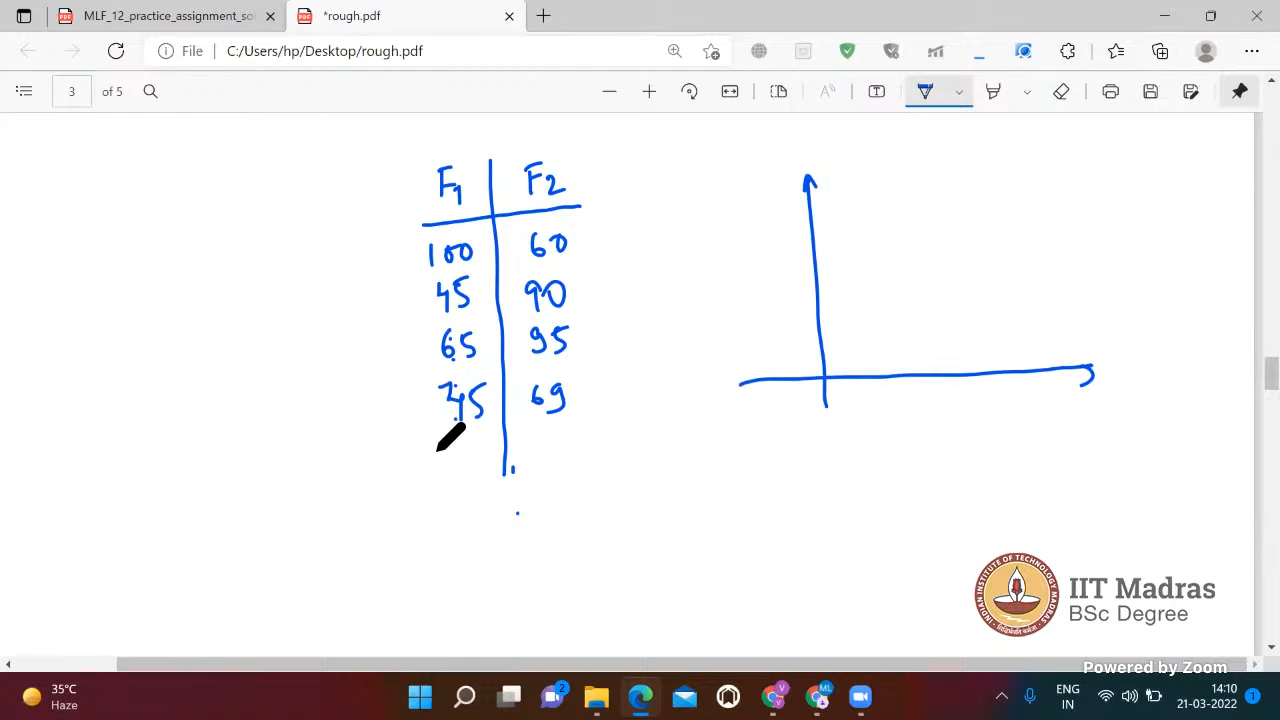 MLF_12_practice_assignment_so
*rough.pdf
File
C:/Users/hp/Desktop/rough.pdf
3 of 5
F1 F2
100 60
45 90
65 95
45 69
IIT Madras
BSc Degree
Powered by Zoom
35°C
Haze
2
ENG
IN
14:10
21-03-2022
1